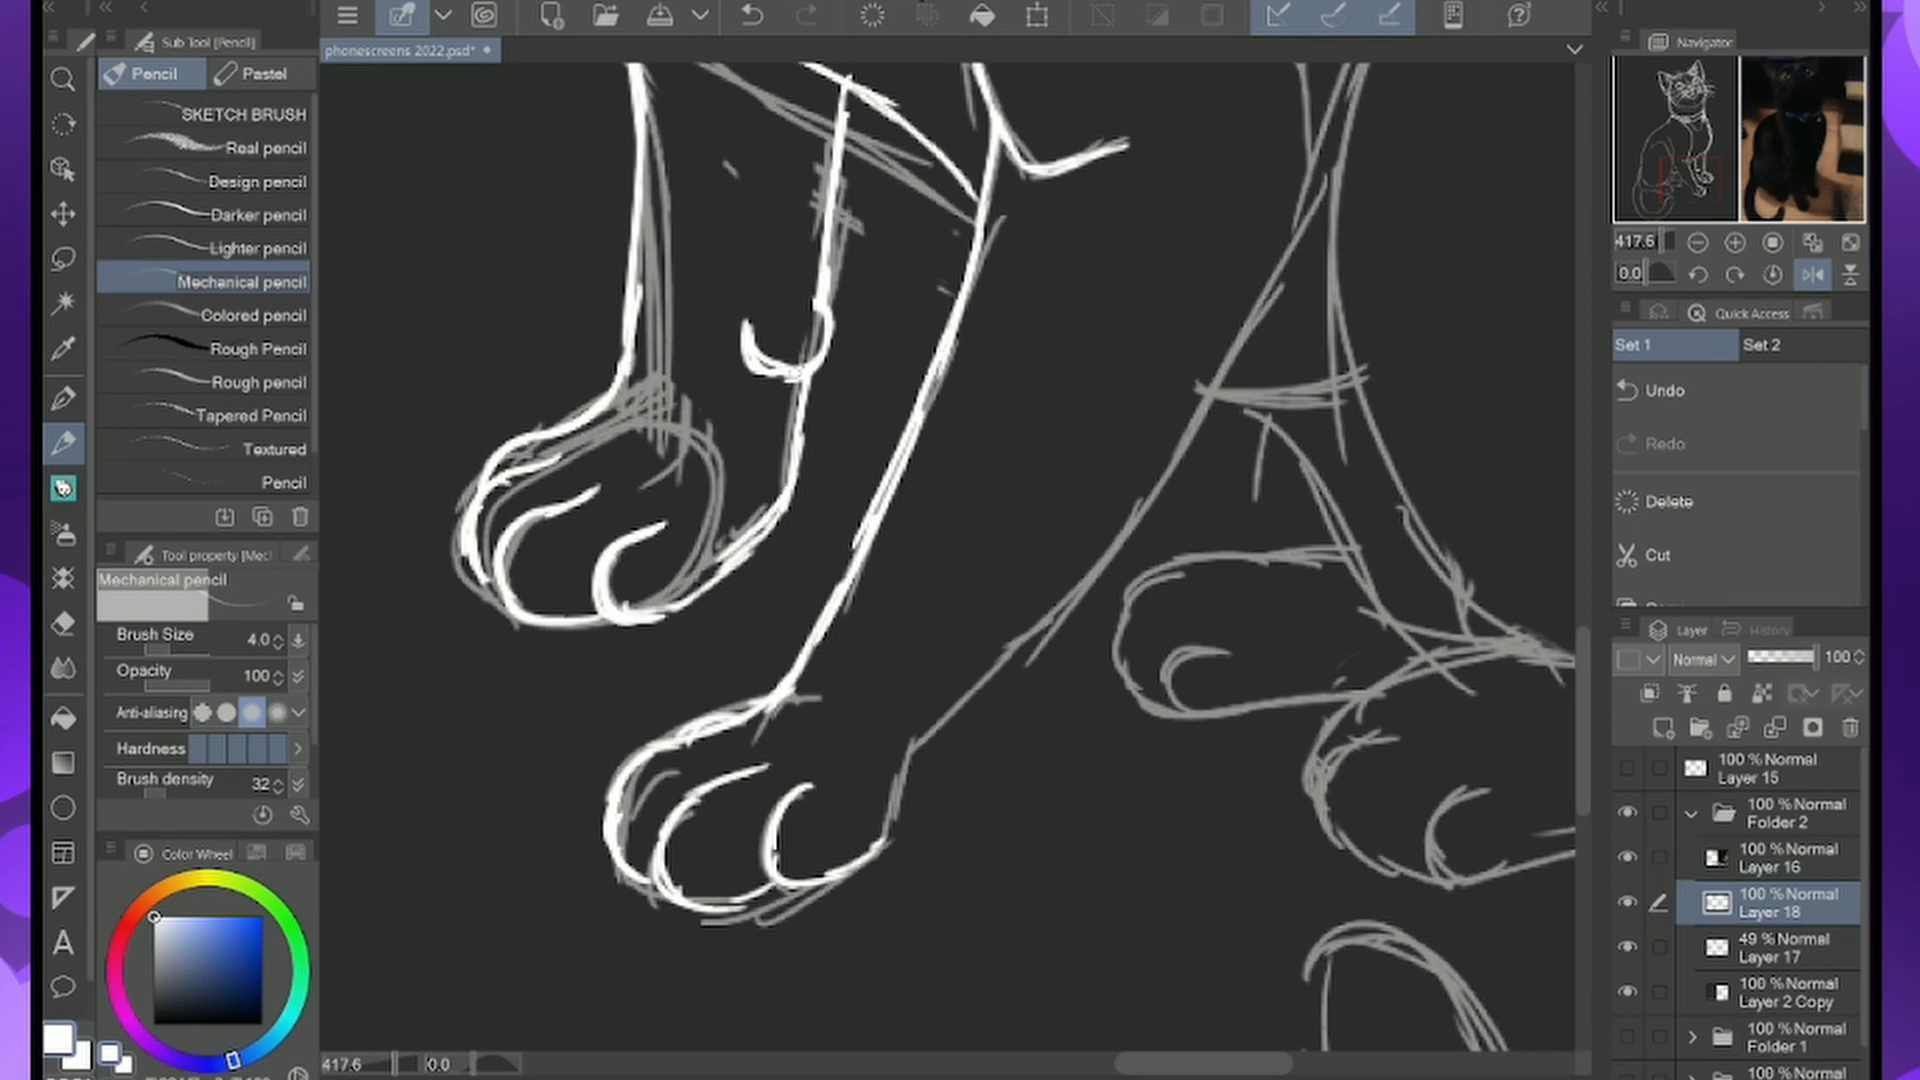 Sub Tool [Pencil]
Pencil
Pastel
SKETCH BRUSH
Real pencil
Design pencil
Darker pencil
Lighter pencil
Mechanical pencil
Colored pencil
Rough Pencil
Rough pencil
Tapered Pencil
Textured
Pencil
Tool property [Mec
Mechanical pencil
Brush Size 4.0
Opacity 100
Anti-aliasing
Hardness
Brush density 32
Color Wheel
phonescreens 2022.psd*
417.6 0.0
Navigator
417.6
0.0
Quick Access
Set 1
Set 2
Undo
Redo
Delete
Cut
Layer
History
Normal 100
100 % Normal
Layer 15
100 % Normal
Folder 2
100 % Normal
Layer 16
100 % Normal
Layer 18
49 % Normal
Layer 17
100 % Normal
Layer 2 Copy
100 % Normal
Folder 1
100 % Normal